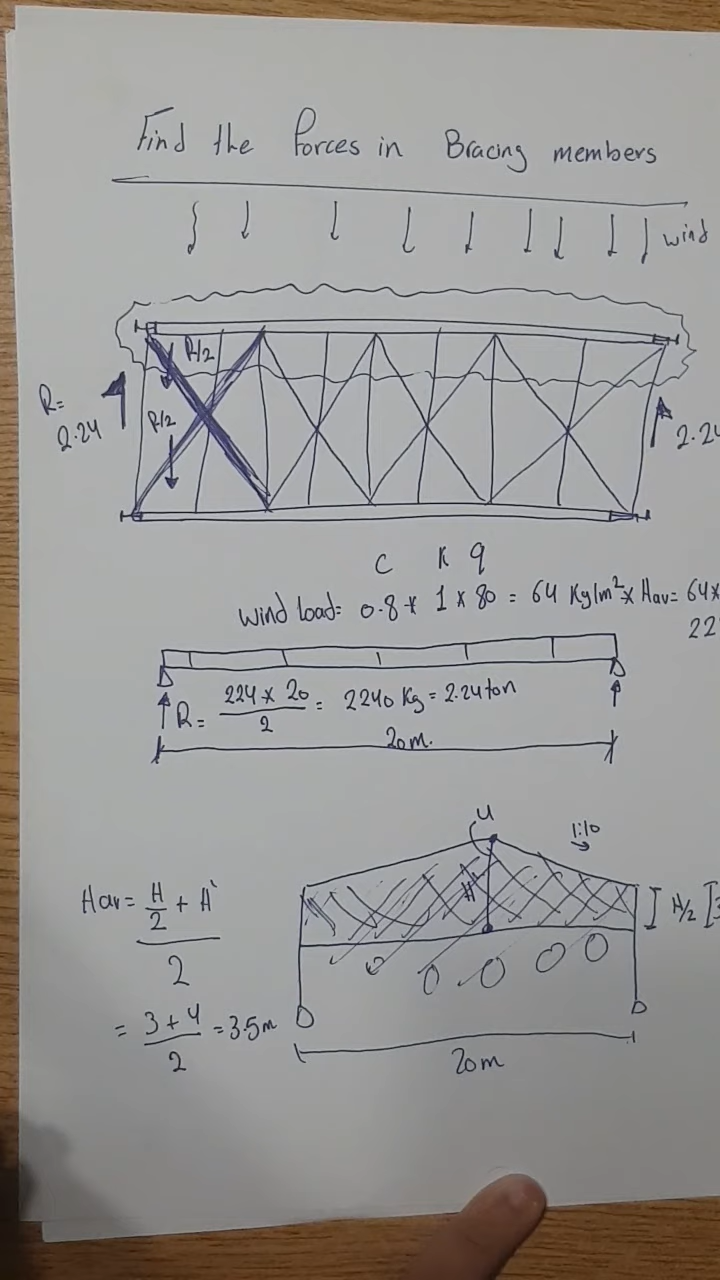 Find the forces in Bracing members
wind
R/2
R=
2.24
R/2
2.24
C K q
wind load= 0.8 * 1 * 80 = 64 Kg/m² * Hav= 64*
22
R= 224 * 20 / 2 = 2240 Kg = 2.24 ton
20m.
4
1:10
H`
H/2
Hav= H/2 + H` / 2
= 3+4 / 2 = 3.5m
20m